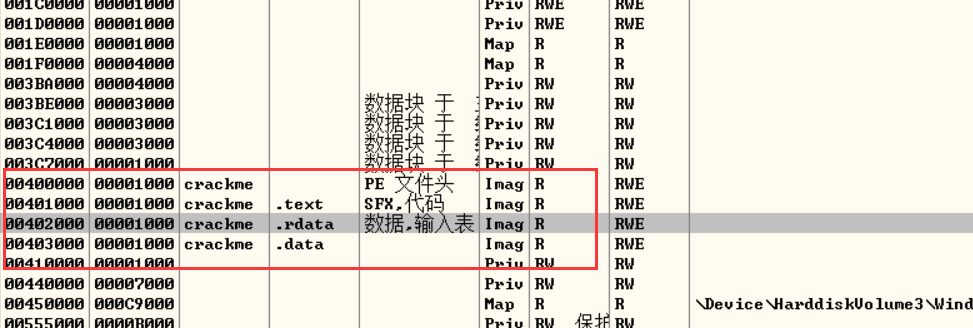 001C0000 00001000 Priv RWE RWE
001D0000 00001000 Priv RWE RWE
001E0000 00001000 Map R R
001F0000 00004000 Map R R
003BA000 00004000 Priv RW RW
003BE000 00003000 数据块 于 Priv RW RW
003C1000 00003000 数据块 于 Priv RW RW
003C4000 00003000 数据块 于 Priv RW RW
003C7000 00001000 数据块 于 Priv RW RW
00400000 00001000 crackme PE 文件头 Imag R RWE
00401000 00001000 crackme .text SFX,代码 Imag R RWE
00402000 00001000 crackme .rdata 数据,输入表 Imag R RWE
00403000 00001000 crackme .data Imag R RWE
00410000 00001000 Priv RW RW
00440000 00007000 Priv RW RW
00450000 000C9000 Map R R \Device\HarddiskVolume3\Wind
00555000 0000B000 Priv RW 保护 RW